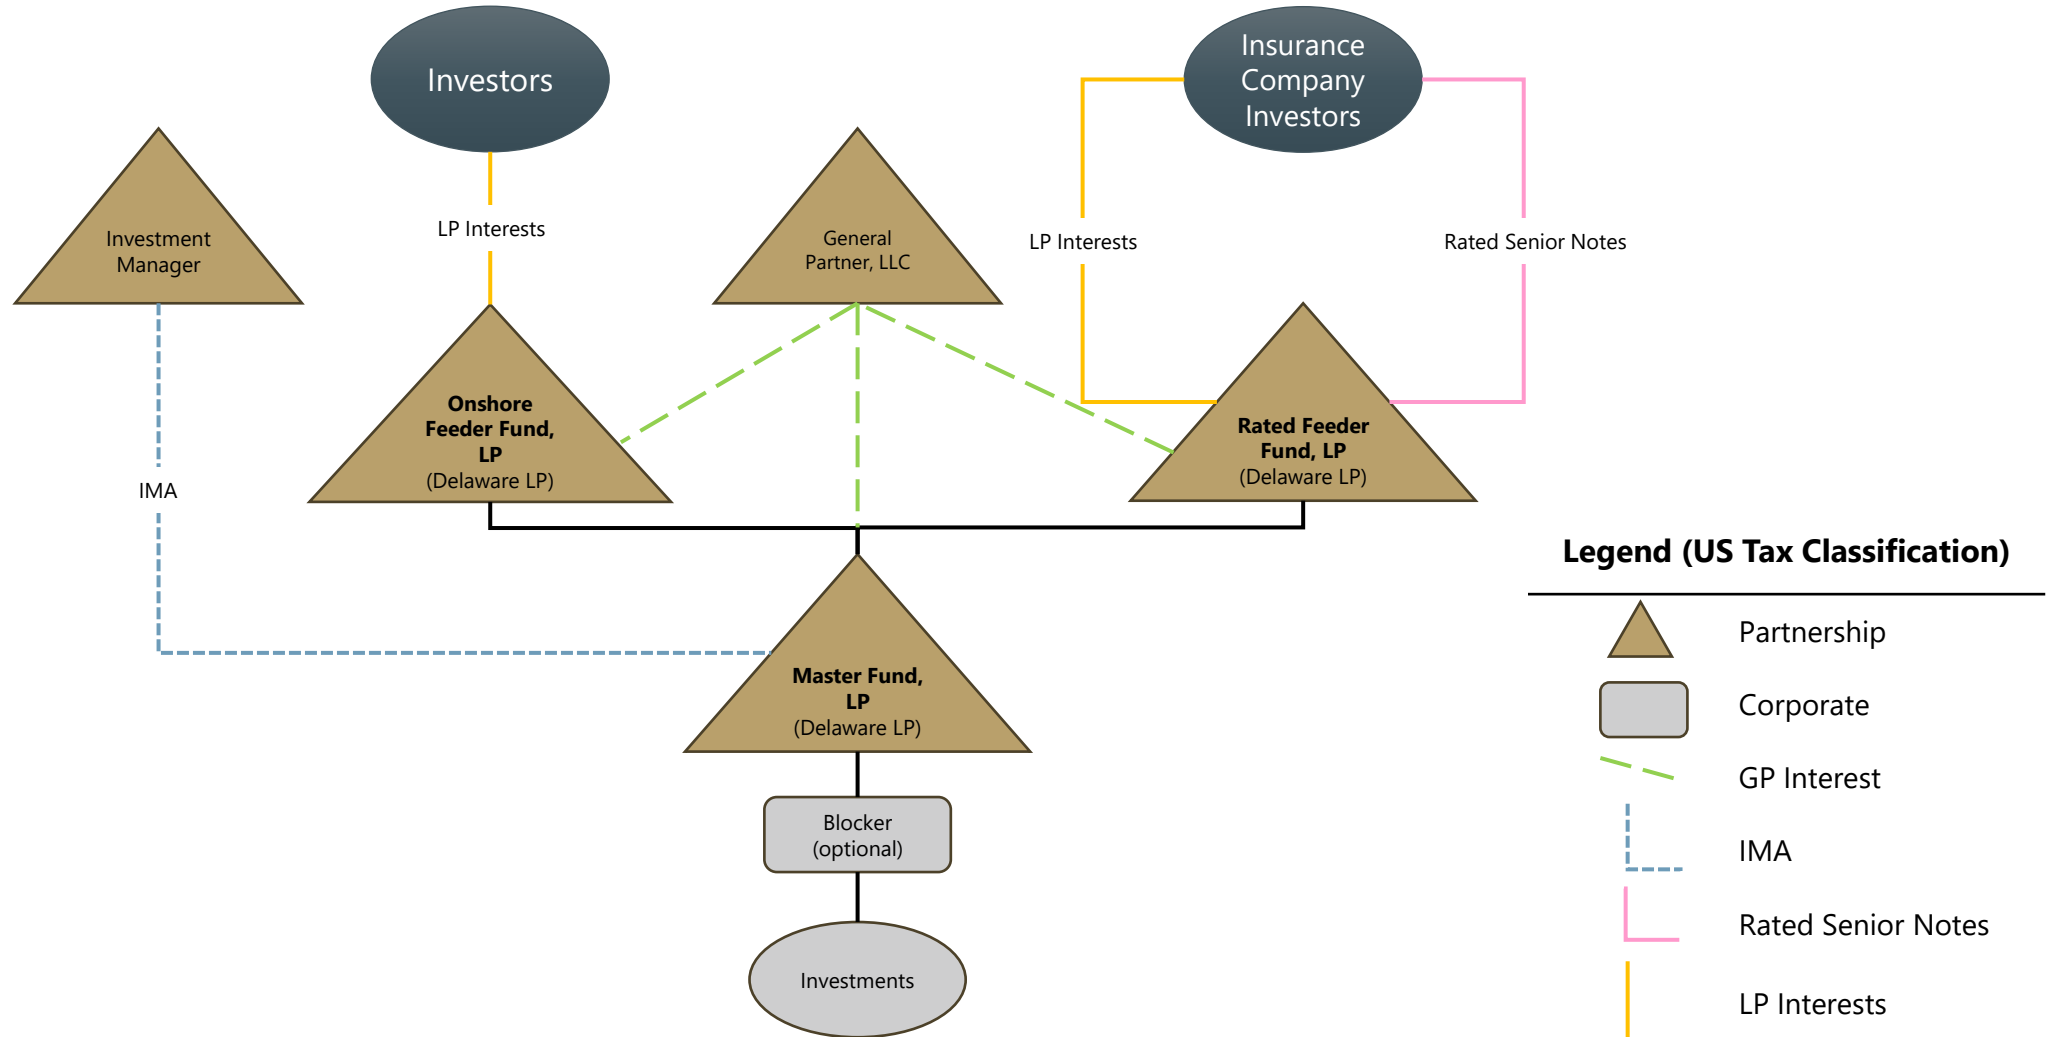 Investors
Insurance
Company
Investors
Investment
Manager
LP Interests
General
Partner, LLC
LP Interests
Rated Senior Notes
Onshore
Feeder Fund,
LP
(Delaware LP)
Rated Feeder
Fund, LP
(Delaware LP)
IMA
Master Fund,
LP
(Delaware LP)
Blocker
(optional)
Investments
Legend (US Tax Classification)
Partnership
Corporate
GP Interest
IMA
Rated Senior Notes
LP Interests